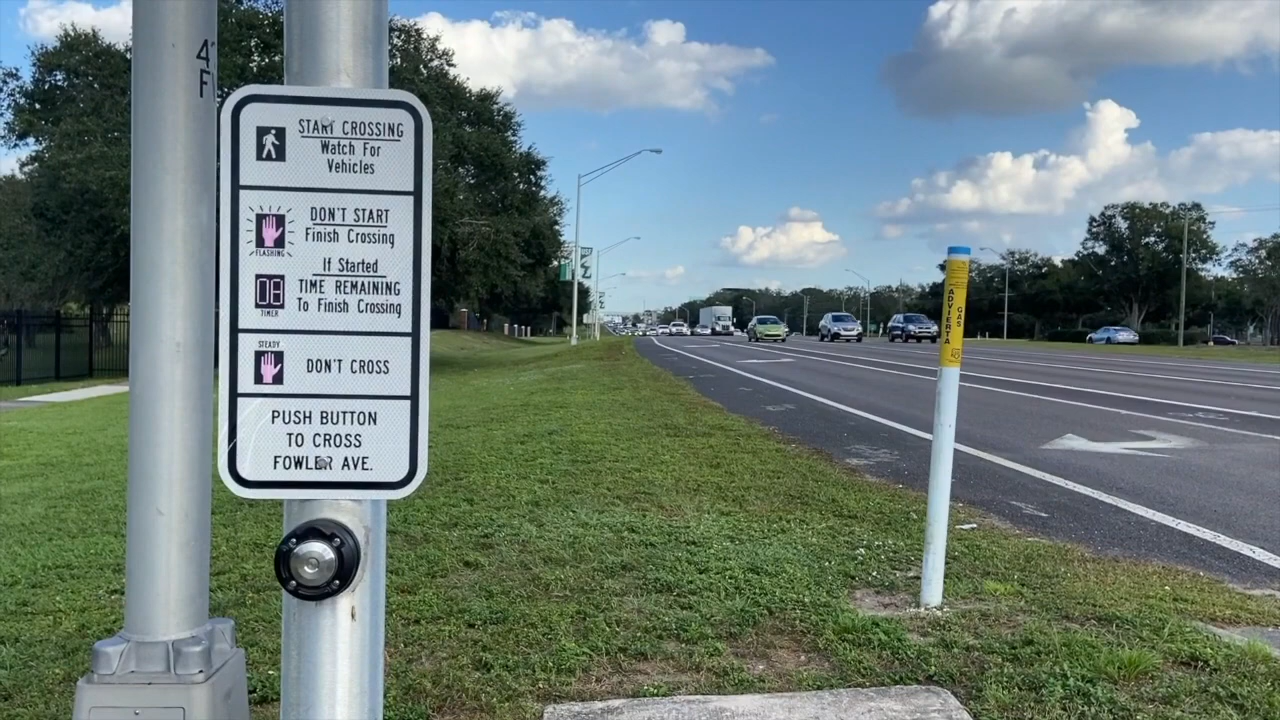 4
F
START CROSSING
Watch For
Vehicles
DON'T START
Finish Crossing
FLASHING
If Started
08
TIME REMAINING
To Finish Crossing
TIMER
STEADY
DON'T CROSS
PUSH BUTTON
TO CROSS
FOWLER AVE.
ADVIERTA
GAS